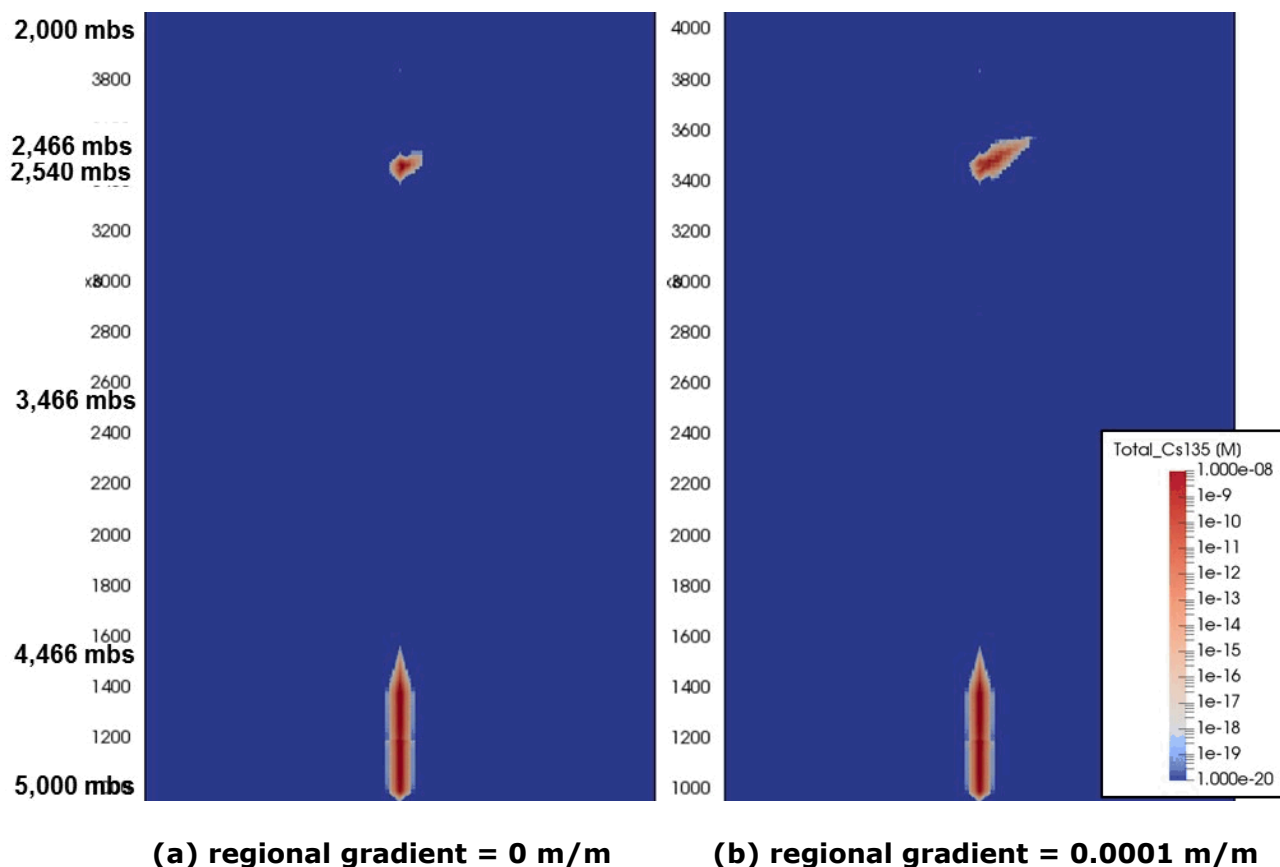 2,000 mbs
3800
2,466 mbs
2,540 mbs
3200
2800
2600
3,466 mbs
2400
2200
2000
1800
1600
4,466 mbs
1400
1200
5,000 mbs
4000
3800
3600
3400
3200
2800
2600
2400
2200
2000
1800
1600
1400
1200
1000
Total_Cs135 [M]
1.000e-08
1e-9
1e-10
1e-11
1e-12
1e-13
1e-14
1e-15
1e-16
1e-17
1e-18
1e-19
1.000e-20
(a) regional gradient = 0 m/m
(b) regional gradient = 0.0001 m/m